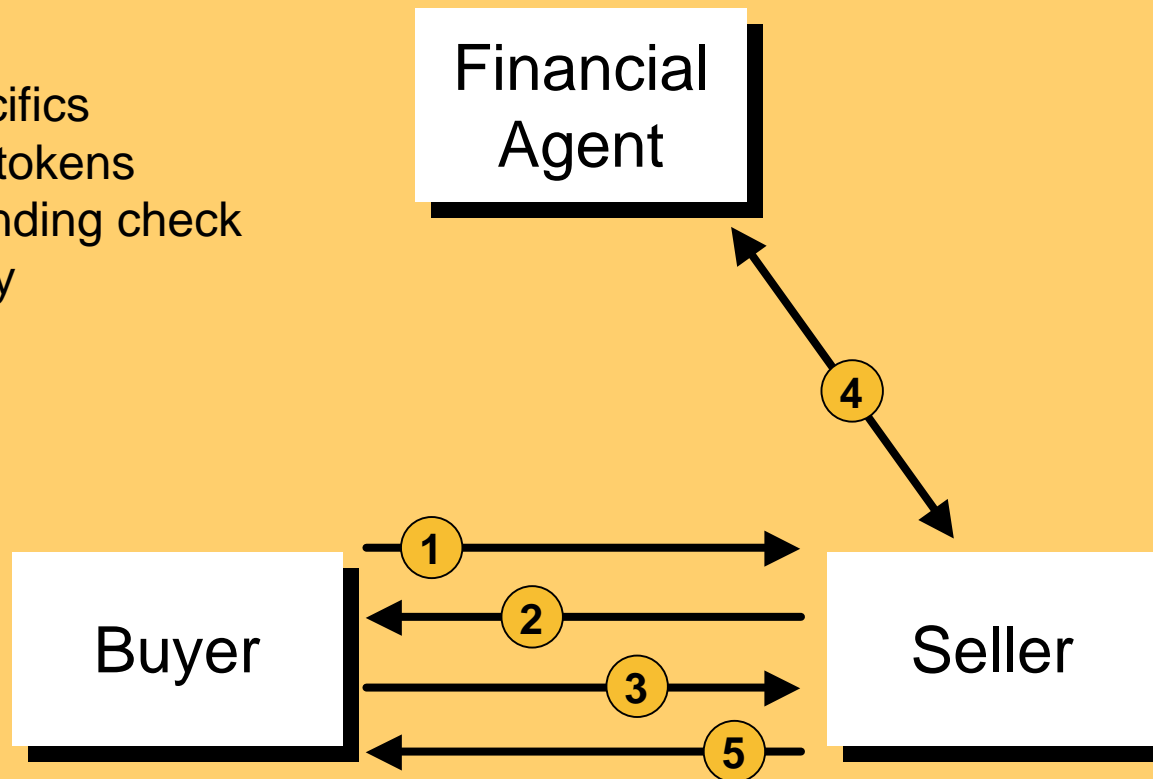 Financial
Agent
cifics
tokens
nding check
y
4
1
2
3
5
Buyer
Seller